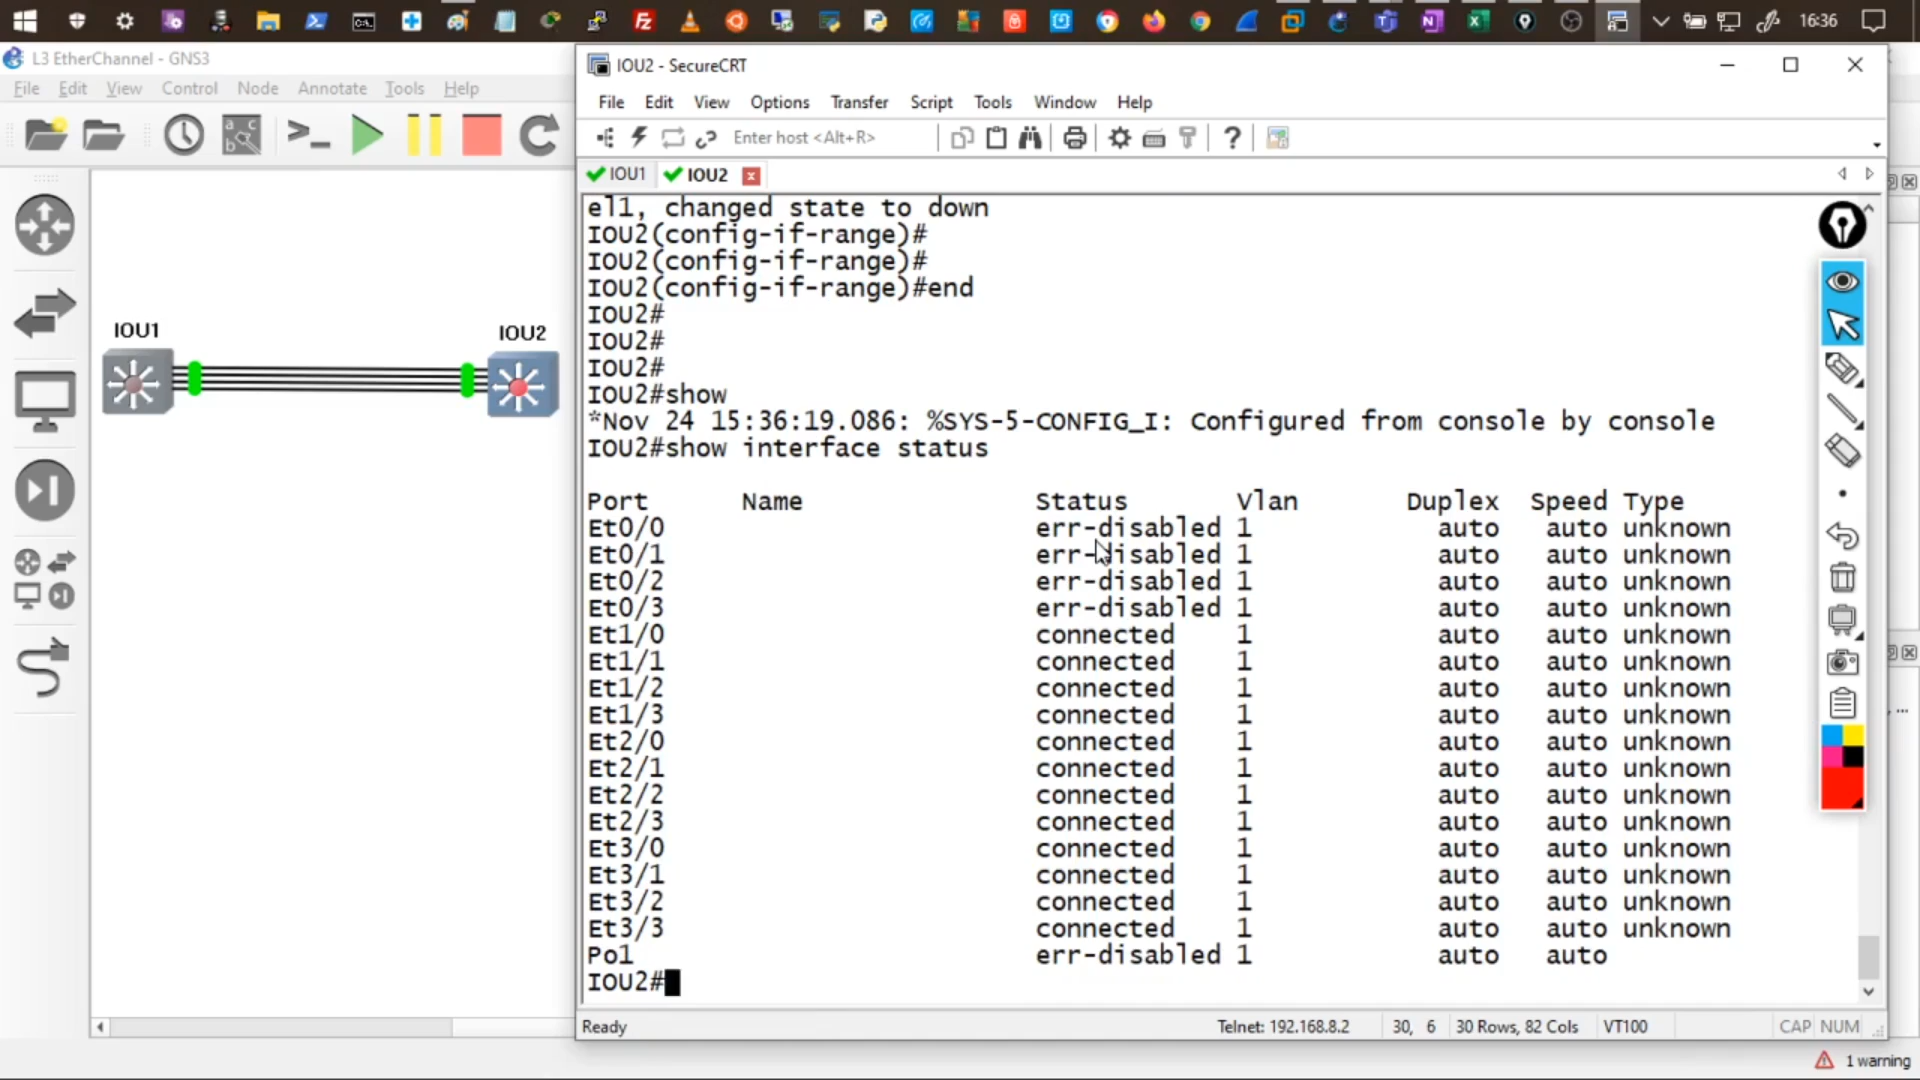 16:36
L3 EtherChannel - GNS3
File Edit View Control Node Annotate Tools Help
IOU2 - SecureCRT
File Edit View Options Transfer Script Tools Window Help
Enter host <Alt+R>
IOU1 IOU2
el1, changed state to down
IOU2(config-if-range)#
IOU2(config-if-range)#
IOU2(config-if-range)#end
IOU2#
IOU2#
IOU2#
IOU2#show
*Nov 24 15:36:19.086: %SYS-5-CONFIG_I: Configured from console by console
IOU2#show interface status
Port Name Status Vlan Duplex Speed Type
Et0/0 err-disabled 1 auto auto unknown
Et0/1 err-disabled 1 auto auto unknown
Et0/2 err-disabled 1 auto auto unknown
Et0/3 err-disabled 1 auto auto unknown
Et1/0 connected 1 auto auto unknown
Et1/1 connected 1 auto auto unknown
Et1/2 connected 1 auto auto unknown
Et1/3 connected 1 auto auto unknown
Et2/0 connected 1 auto auto unknown
Et2/1 connected 1 auto auto unknown
Et2/2 connected 1 auto auto unknown
Et2/3 connected 1 auto auto unknown
Et3/0 connected 1 auto auto unknown
Et3/1 connected 1 auto auto unknown
Et3/2 connected 1 auto auto unknown
Et3/3 connected 1 auto auto unknown
Po1 err-disabled 1 auto auto
IOU2#
IOU1
IOU2
Ready Telnet: 192.168.8.2 30, 6 30 Rows, 82 Cols VT100 CAP NUM
1 warning